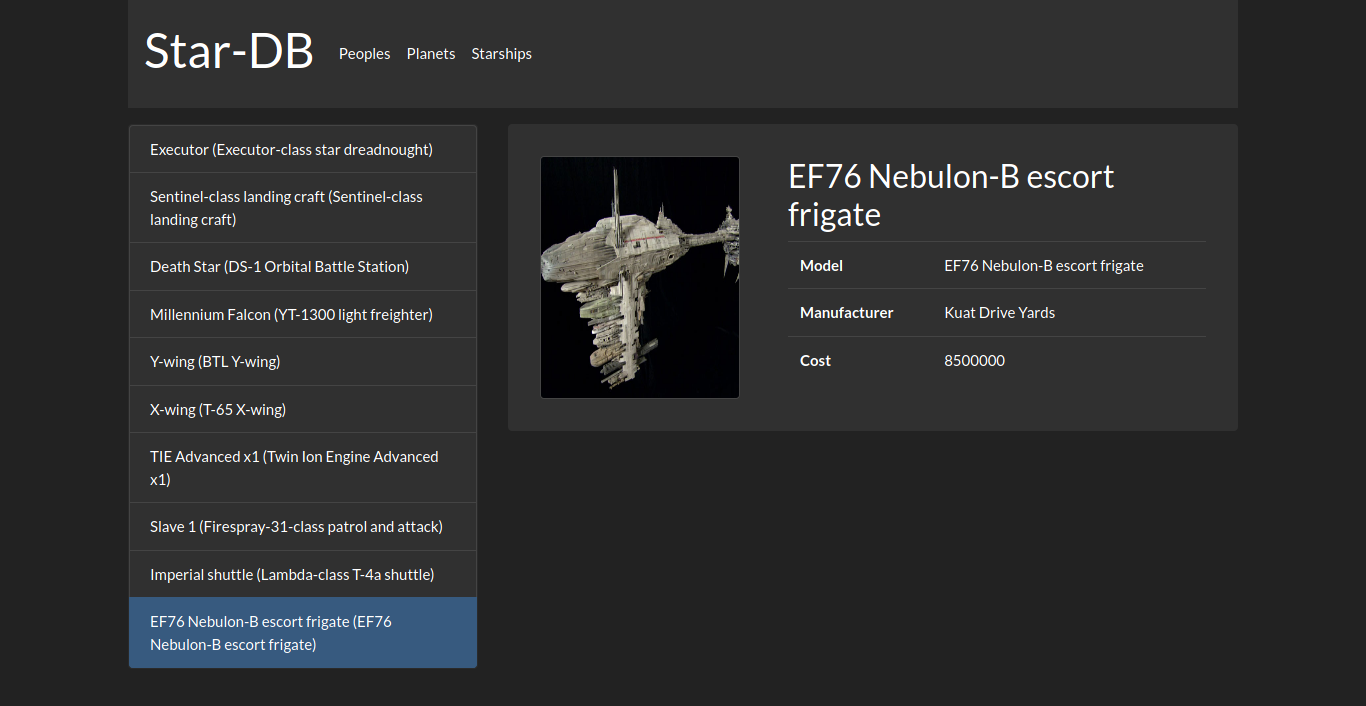 Star-DB
Peoples Planets Starships
Executor (Executor-class star dreadnought)
Sentinel-class landing craft (Sentinel-class
landing craft)
Death Star (DS-1 Orbital Battle Station)
Millennium Falcon (YT-1300 light freighter)
Y-wing (BTL Y-wing)
X-wing (T-65 X-wing)
TIE Advanced x1 (Twin Ion Engine Advanced
x1)
Slave 1 (Firespray-31-class patrol and attack)
Imperial shuttle (Lambda-class T-4a shuttle)
EF76 Nebulon-B escort frigate (EF76
Nebulon-B escort frigate)
EF76 Nebulon-B escort
frigate
Model EF76 Nebulon-B escort frigate
Manufacturer Kuat Drive Yards
Cost 8500000